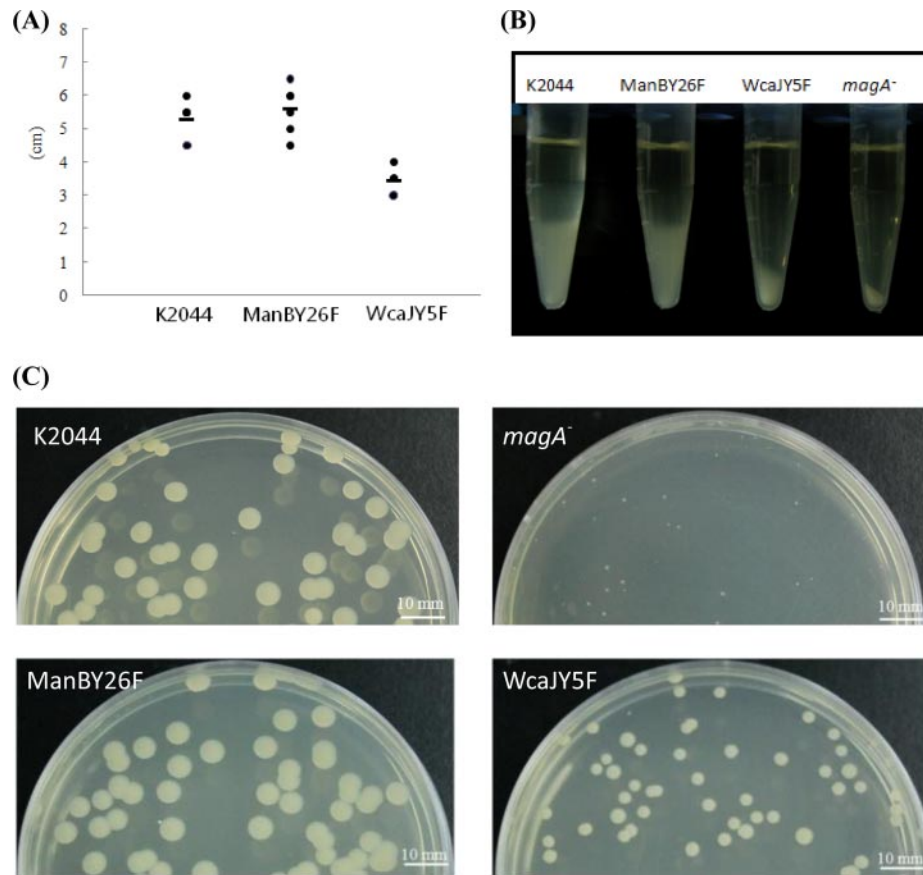 (A)
8
7
6
5
4
3
2
1
0
(cm)
K2044 ManBY26F WcaJY5F
(B)
K2044 ManBY26F WcaJY5F magA-
(C)
K2044
10 mm
magA-
10 mm
ManBY26F
10 mm
WcaJY5F
10 mm